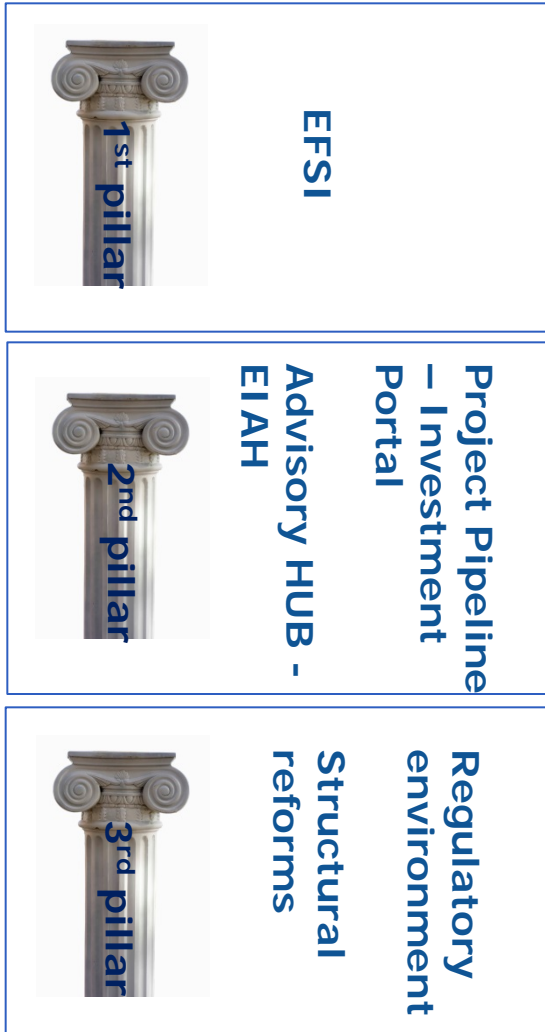 1st pillar
EFSI
2nd pillar
Project Pipeline
– Investment
Portal
Advisory HUB -
EIAH
3rd pillar
Regulatory
environment
Structural
reforms